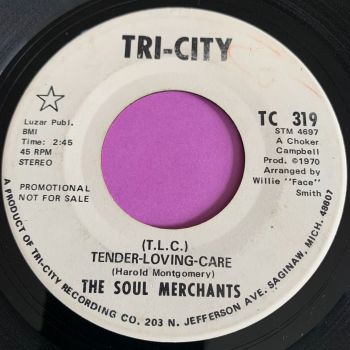 TRI-CITY
Luzar Publ.
BMI
Time: 2:45
45 RPM
STEREO
PROMOTIONAL
NOT FOR SALE
TC 319
STM 4697
A Choker
Campbell
Prod. ©1970
Arranged by
Willie "Face"
Smith
(T.L.C.)
TENDER-LOVING-CARE
(Harold Montgomery)
THE SOUL MERCHANTS
A PRODUCT OF TRI-CITY RECORDING CO. 203 N. JEFFERSON AVE. SAGINAW, MICH. 48607